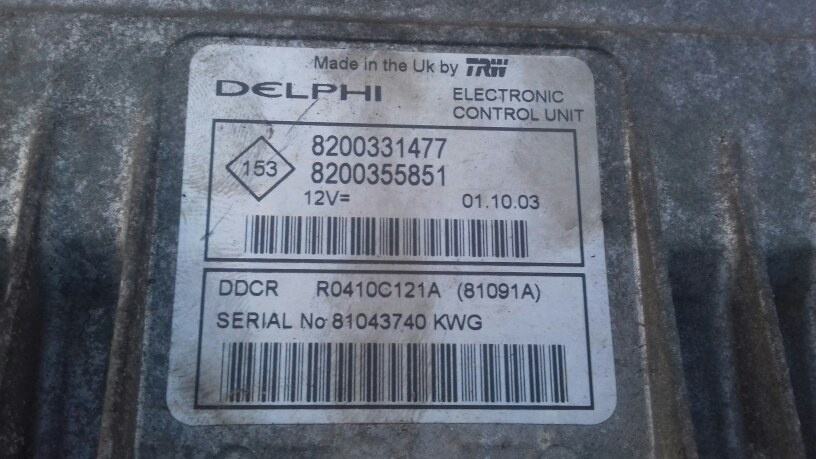 Made in the Uk by TRW
DELPHI
ELECTRONIC
CONTROL UNIT
153
8200331477
8200355851
12V=
01.10.03
DDCR R0410C121A (81091A)
SERIAL No 81043740 KWG